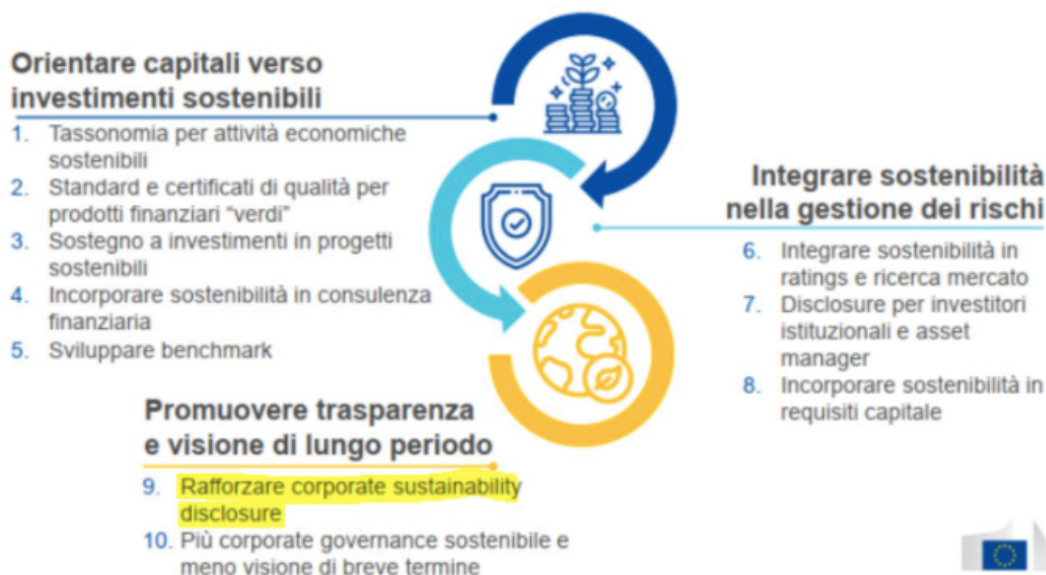 Orientare capitali verso
investimenti sostenibili
1. Tassonomia per attività economiche
sostenibili
2. Standard e certificati di qualità per
prodotti finanziari “verdi”
3. Sostegno a investimenti in progetti
sostenibili
4. Incorporare sostenibilità in consulenza
finanziaria
5. Sviluppare benchmark
Integrare sostenibilità
nella gestione dei rischi
6. Integrare sostenibilità in
ratings e ricerca mercato
7. Disclosure per investitori
istituzionali e asset
manager
8. Incorporare sostenibilità in
requisiti capitale
Promuovere trasparenza
e visione di lungo periodo
9. Rafforzare corporate sustainability
disclosure
10. Più corporate governance sostenibile e
meno visione di breve termine